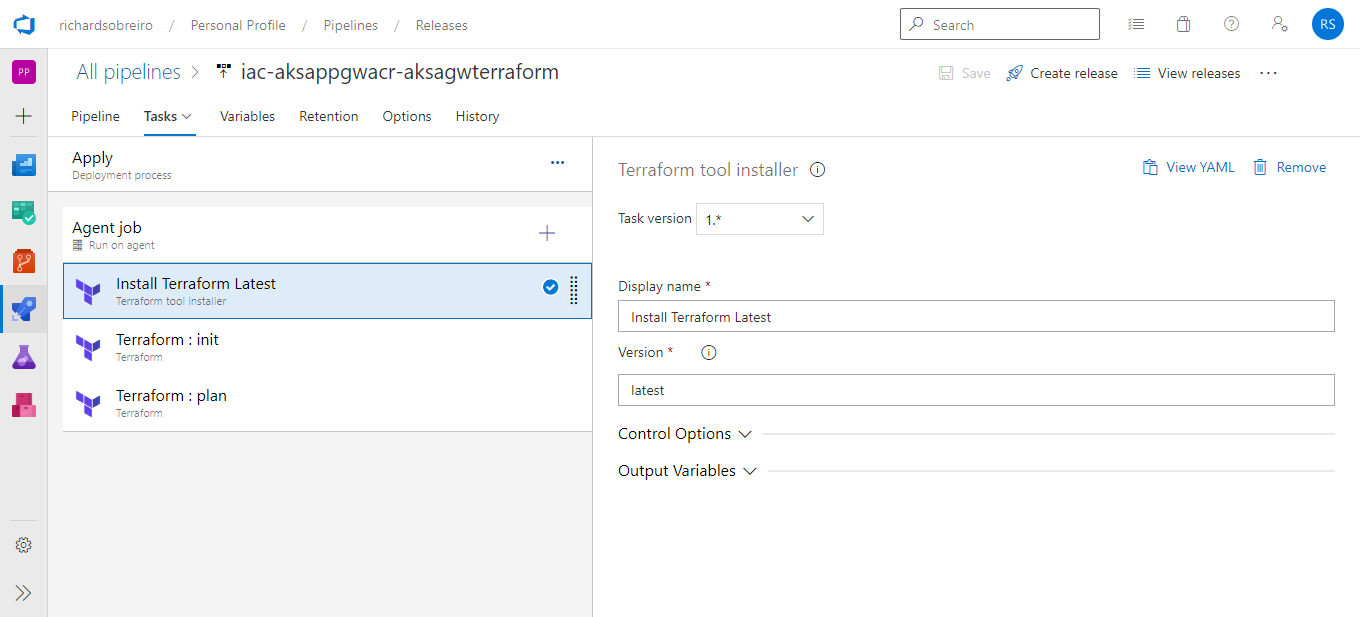 richardsobreiro / Personal Profile / Pipelines / Releases
Search
RS
PP
All pipelines > iac-aksappgwacr-aksagwterraform
Save
Create release
View releases
...
Pipeline
Tasks
Variables
Retention
Options
History
Apply
Deployment process
...
Agent job
Run on agent
Install Terraform Latest
Terraform tool installer
Terraform : init
Terraform
Terraform : plan
Terraform
Terraform tool installer
View YAML
Remove
Task version 1.*
Display name *
Install Terraform Latest
Version *
latest
Control Options
Output Variables